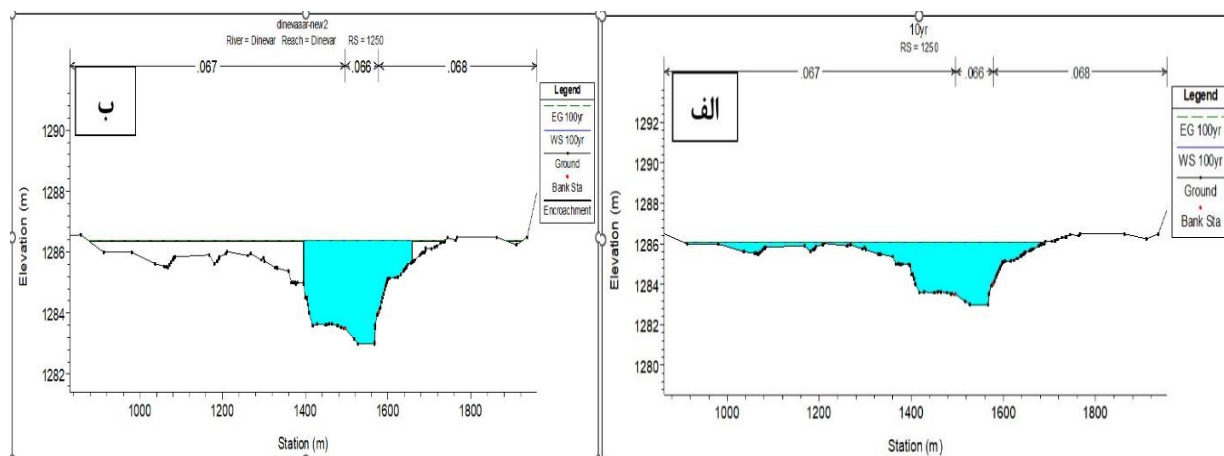 dinevaaar-new2
River = Dinevar Reach = Dinevar RS = 1250
.067
.066
.068
ب
Legend
EG 100yr
WS 100yr
Ground
Bank Sta
Encroachment
1290
1288
1286
1284
1282
Elevation (m)
1000
1200
1400
1600
1800
Station (m)
10yr
RS = 1250
.067
.066
.068
الف
Legend
EG 100yr
WS 100yr
Ground
Bank Sta
1292
1290
1288
1286
1284
1282
1280
Elevation (m)
1000
1200
1400
1600
1800
Station (m)